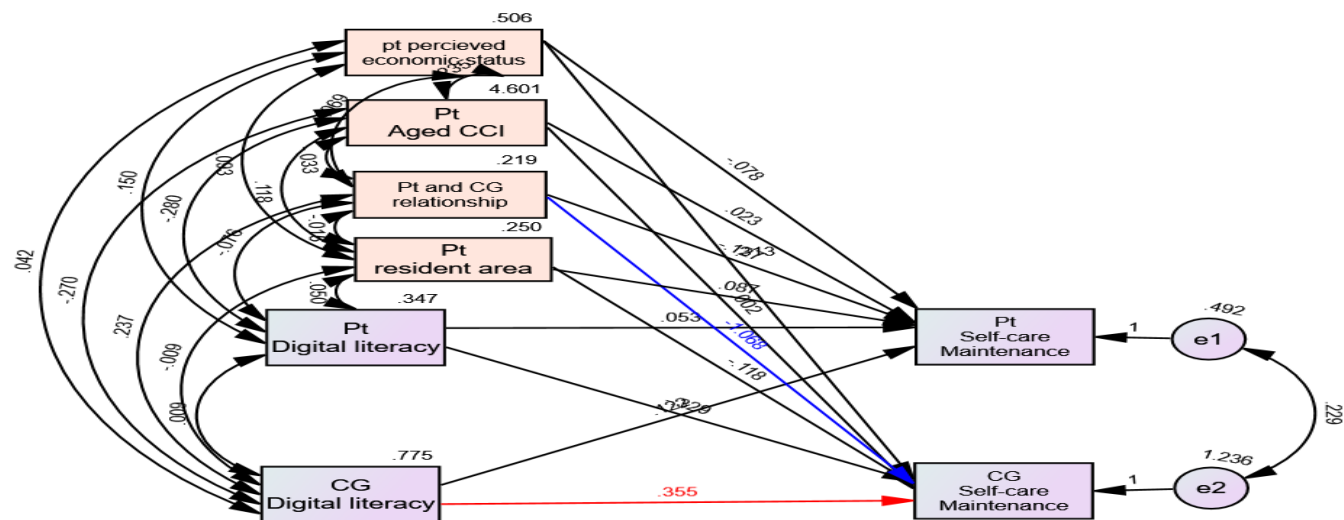 .506
pt percieved
economic status
4.601
Pt
Aged CCI
.219
Pt and CG
relationship
.250
Pt
resident area
.347
Pt
Digital literacy
.775
CG
Digital literacy
.042
.150
-.280
-.270
.237
-.009
.009
.118
.033
.050
-.078
.023
.087
.002
.053
-1.068
-.118
.355
Pt
Self-care
Maintenance
1
.492
e1
.229
CG
Self-care
Maintenance
1
1.236
e2